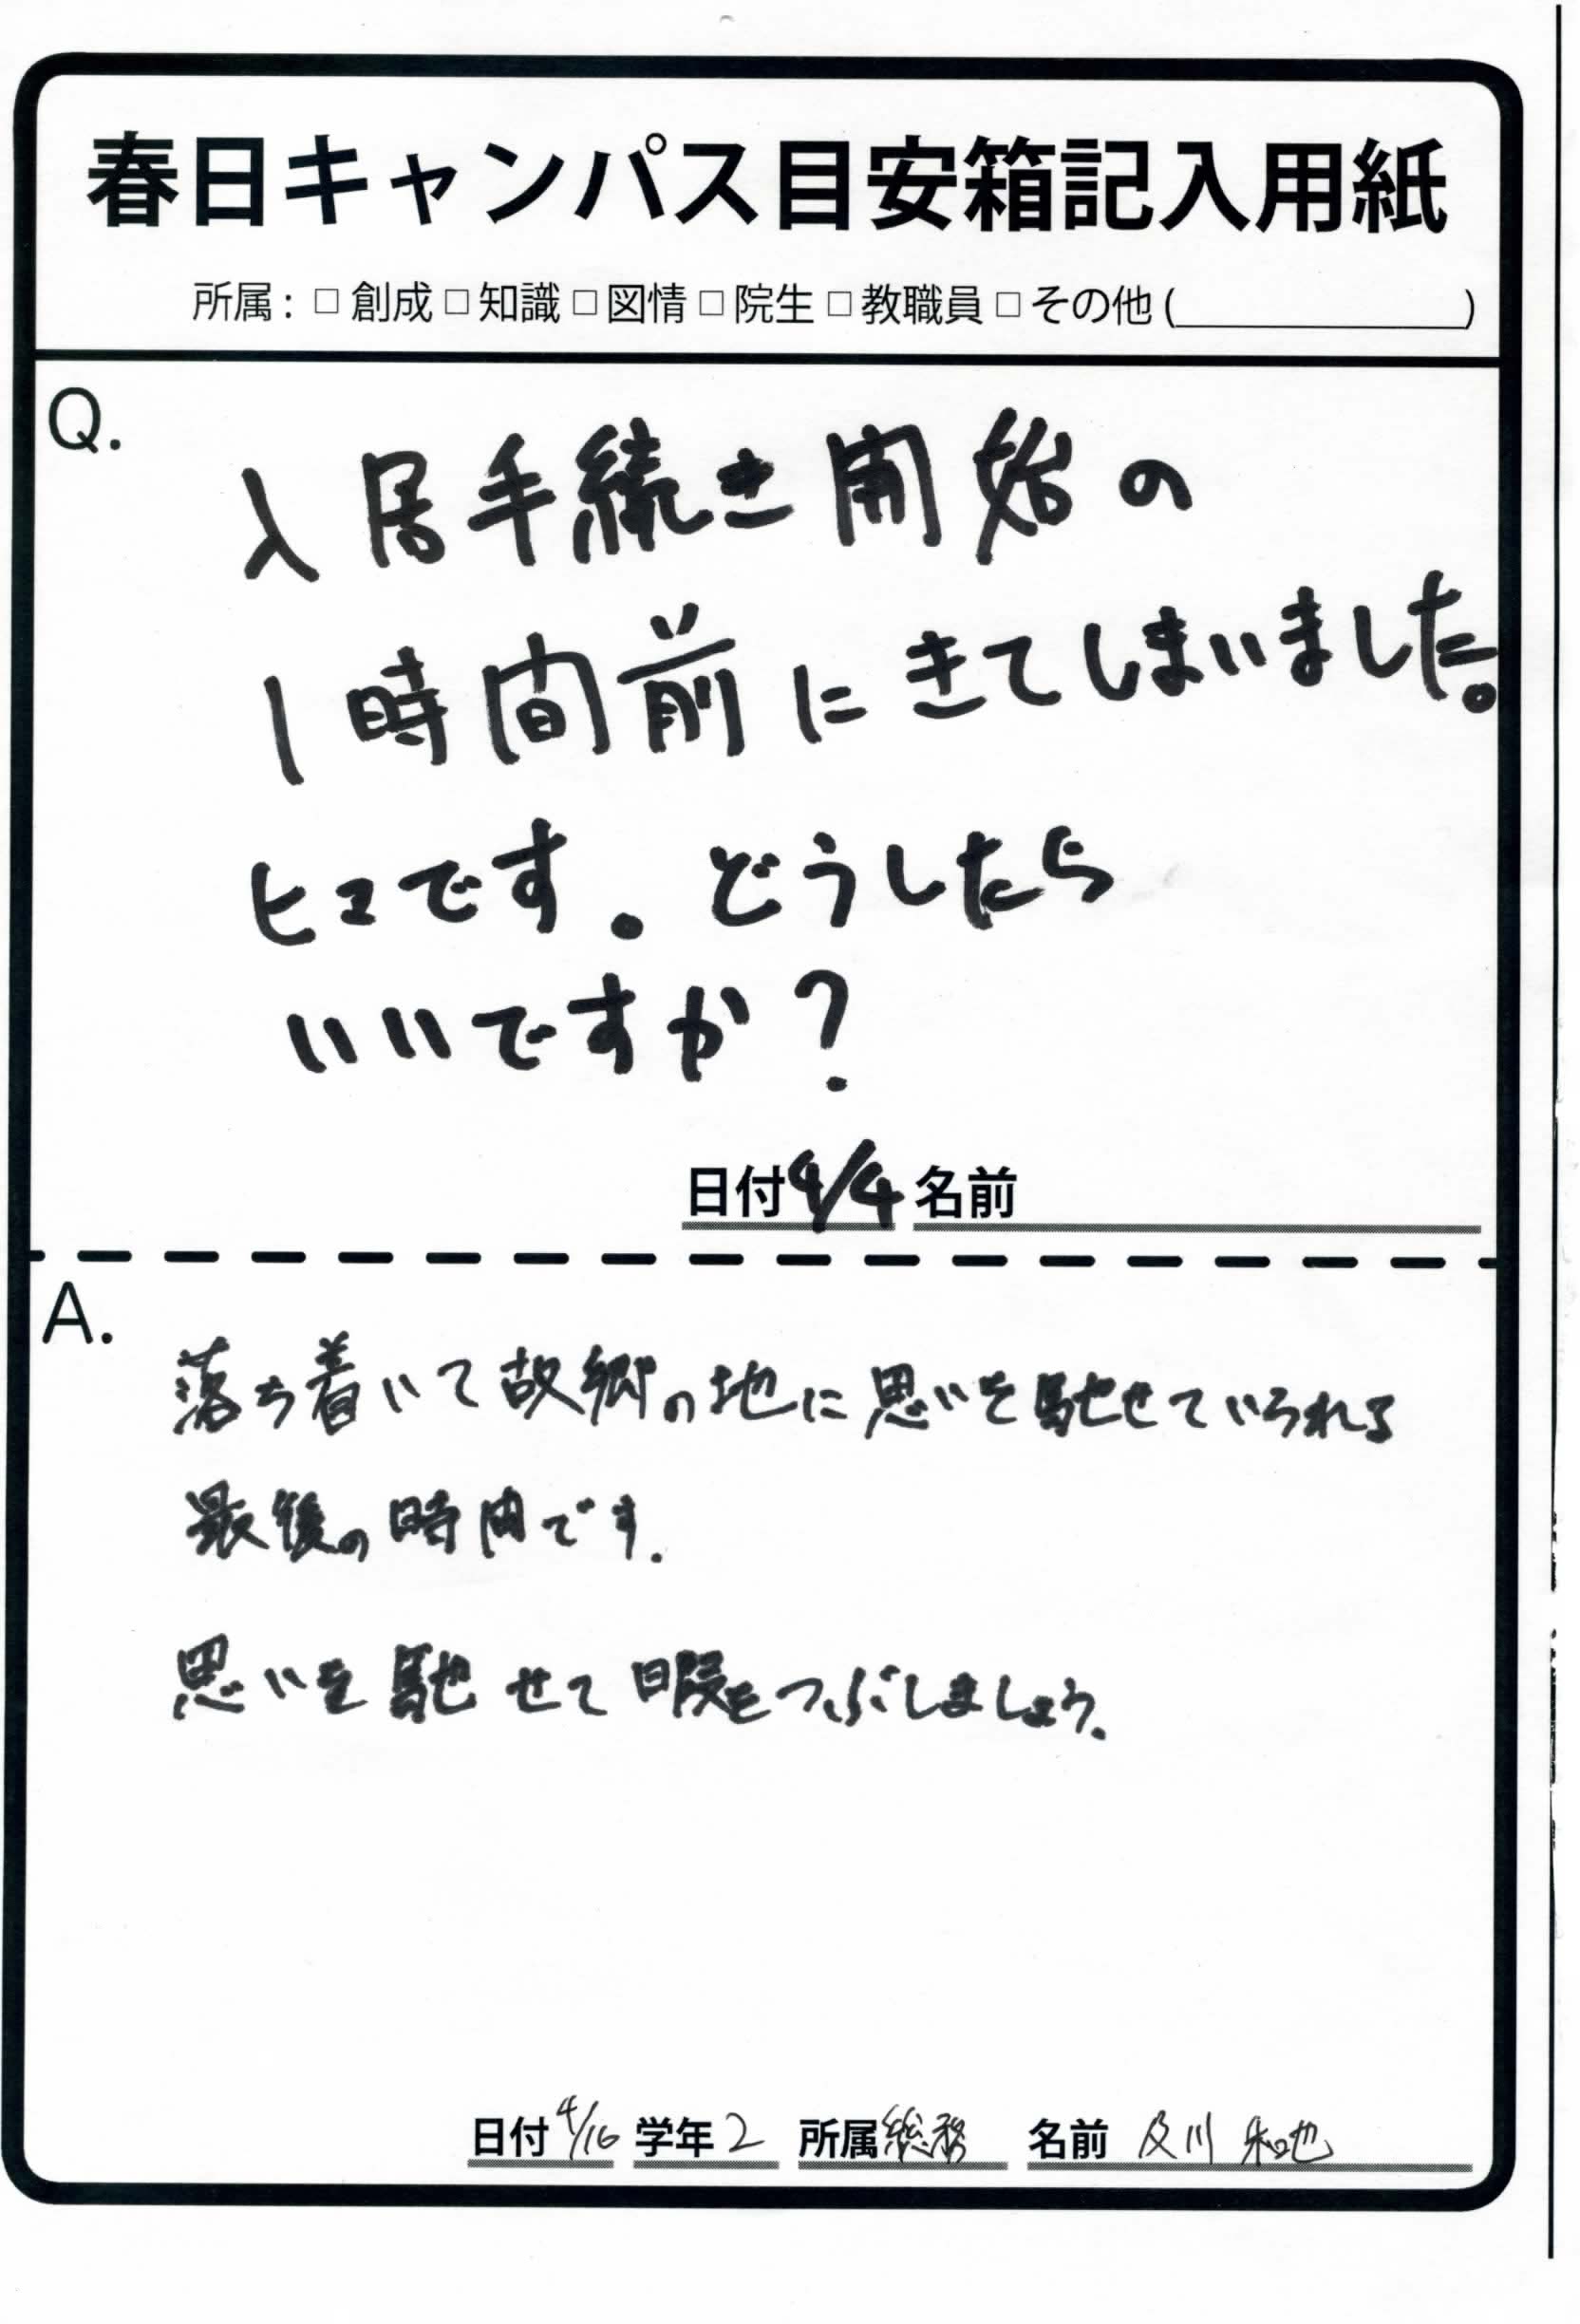 春日キャンパス目安箱記入用紙
所属: □ 創成 □ 知識 □ 図情 □ 院生 □ 教職員 □ その他 (　　　　　)
Q.
入居手続き開始の
1時間前にきてしまいました。
ヒマです。どうしたら
いいですか?
日付 4/4 名前
A.
落ち着いて故郷の地に思いを馳せていられる
最後の時間です.
思いを馳せて暇をつぶしましょう.
日付 4/16 学年 2 所属 総務 名前 及川 和也